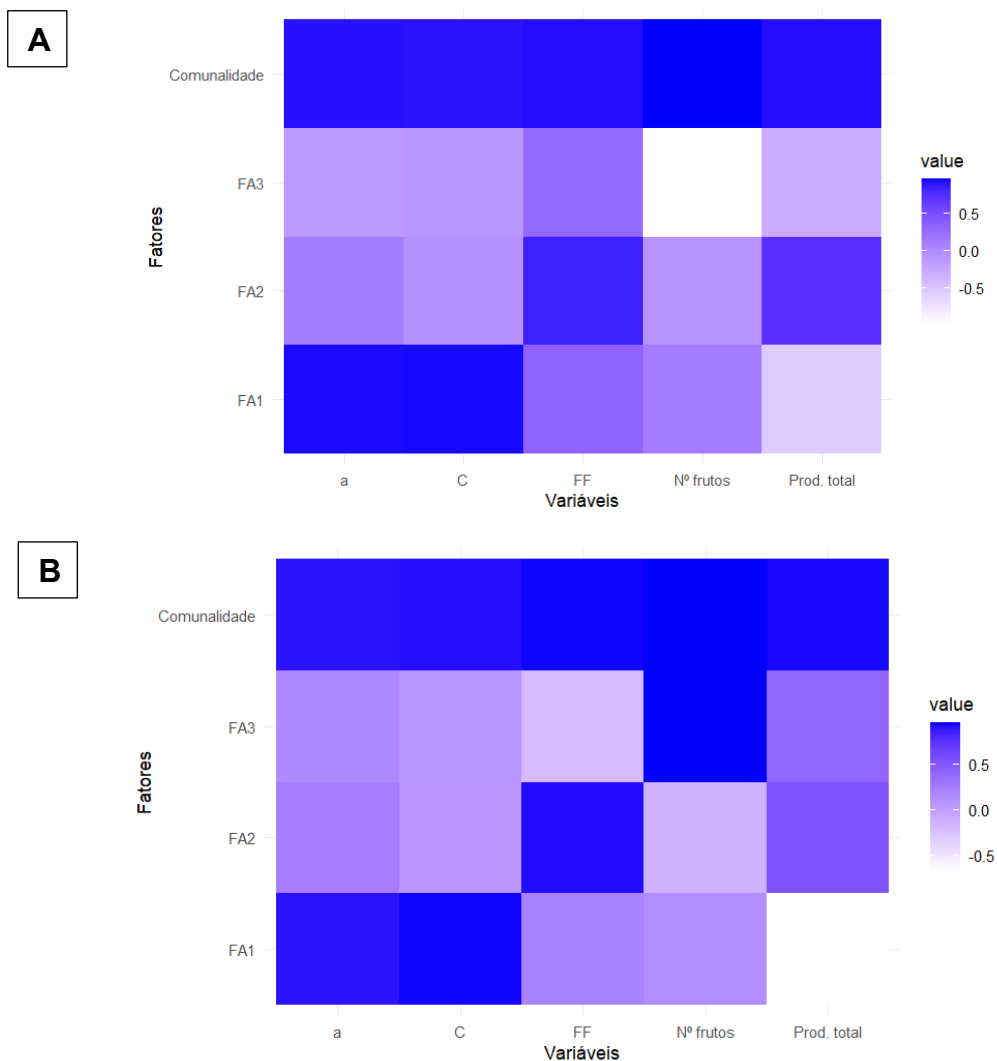 A
Comunalidade
FA3
FA2
FA1
Fatores
a C FF Nº frutos Prod. total
Variáveis
value
0.5
0.0
-0.5
B
Comunalidade
FA3
FA2
FA1
Fatores
a C FF Nº frutos Prod. total
Variáveis
value
0.5
0.0
-0.5